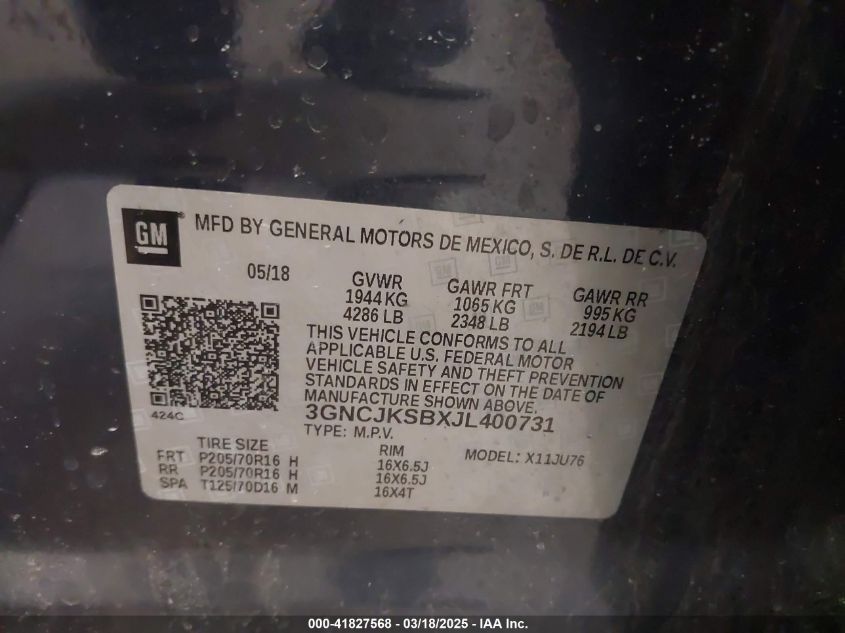 GM
MFD BY GENERAL MOTORS DE MEXICO, S. DE R.L. DE C.V.
05/18 GVWR GAWR FRT GAWR RR
1944 KG 1065 KG 995 KG
4286 LB 2348 LB 2194 LB
THIS VEHICLE CONFORMS TO ALL
APPLICABLE U.S. FEDERAL MOTOR
VEHICLE SAFETY AND THEFT PREVENTION
STANDARDS IN EFFECT ON THE DATE OF
MANUFACTURE SHOWN ABOVE.
424C
3GNCJKSBXJL400731
TYPE: M.P.V.
TIRE SIZE RIM MODEL: X11JU76
FRT P205/70R16 H 16X6.5J
RR P205/70R16 H 16X6.5J
SPA T125/70D16 M 16X4T
000-41827568 - 03/18/2025 - IAA Inc.